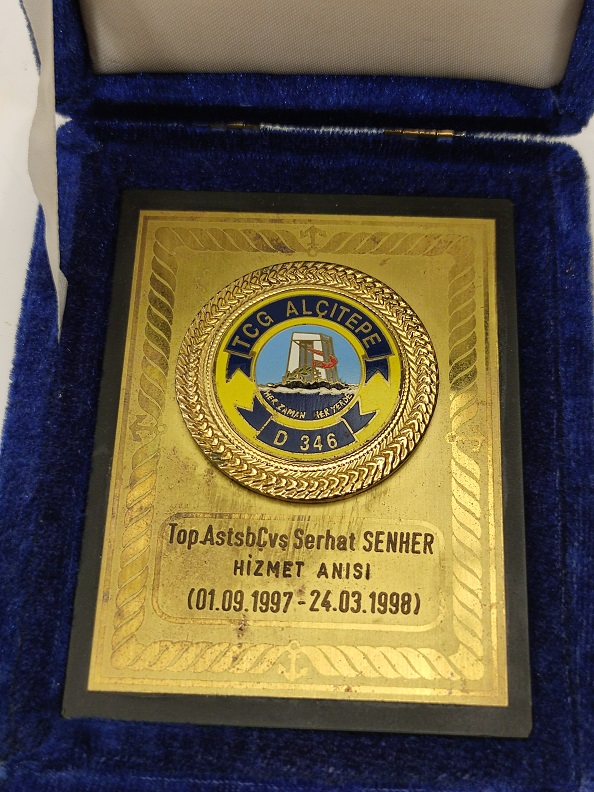 TCG ALÇITEPE
HER ZAMAN HER YERDE
D 346
Top.AstsbÇvş Serhat SENHER
HİZMET ANISI
(01.09.1997-24.03.1998)